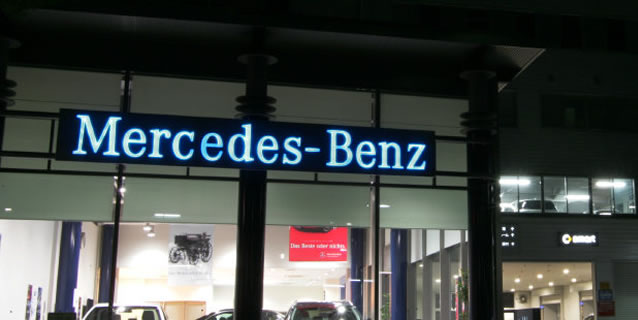 Mercedes-Benz
Das Beste oder nichts.
smart